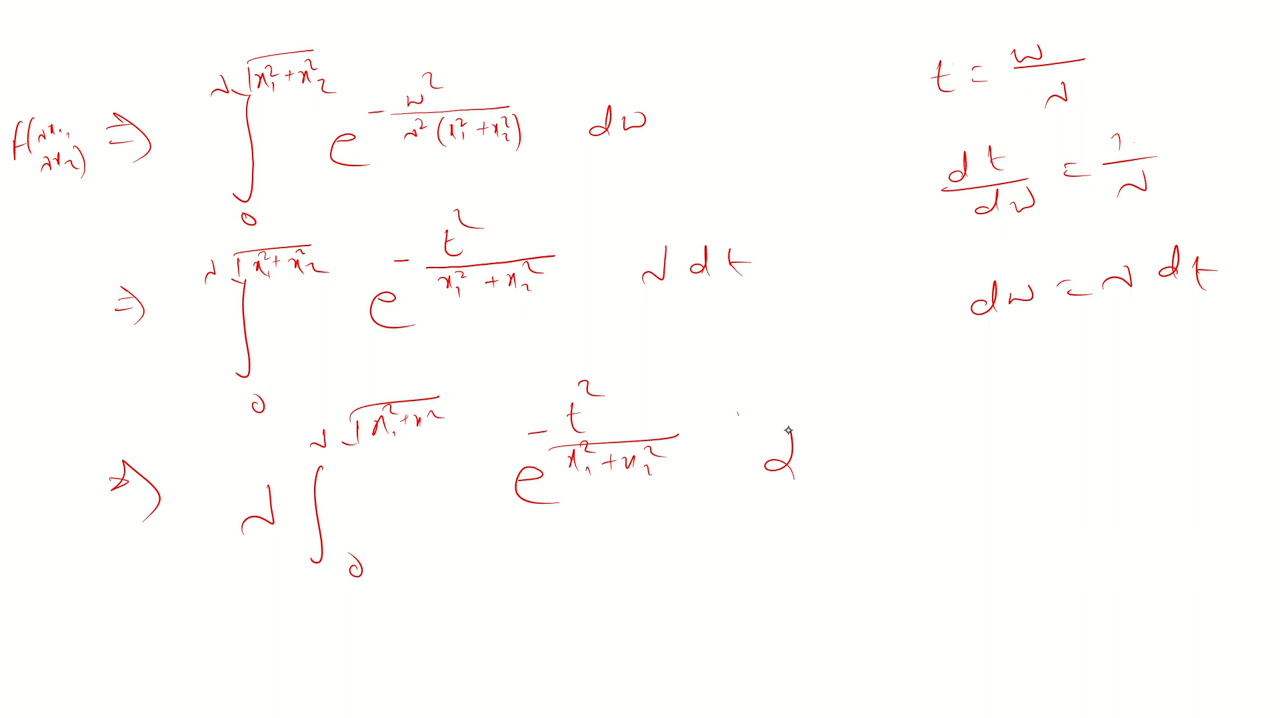 f(λx₁, λx₂) ⇒ ∫₀^{λ√(x₁²+x₂²)} e^{-w²/(λ²(x₁²+x₂²))} dw
⇒ ∫₀^{λ√(x₁²+x₂²)} e^{-t²/(x₁²+x₂²)} λ dt
⇒ λ ∫₀^{λ√(x₁²+x²)} e^{-t²/(x₁²+x₂²)} d
t = w/λ
dt/dw = 1/λ
dw = λ dt